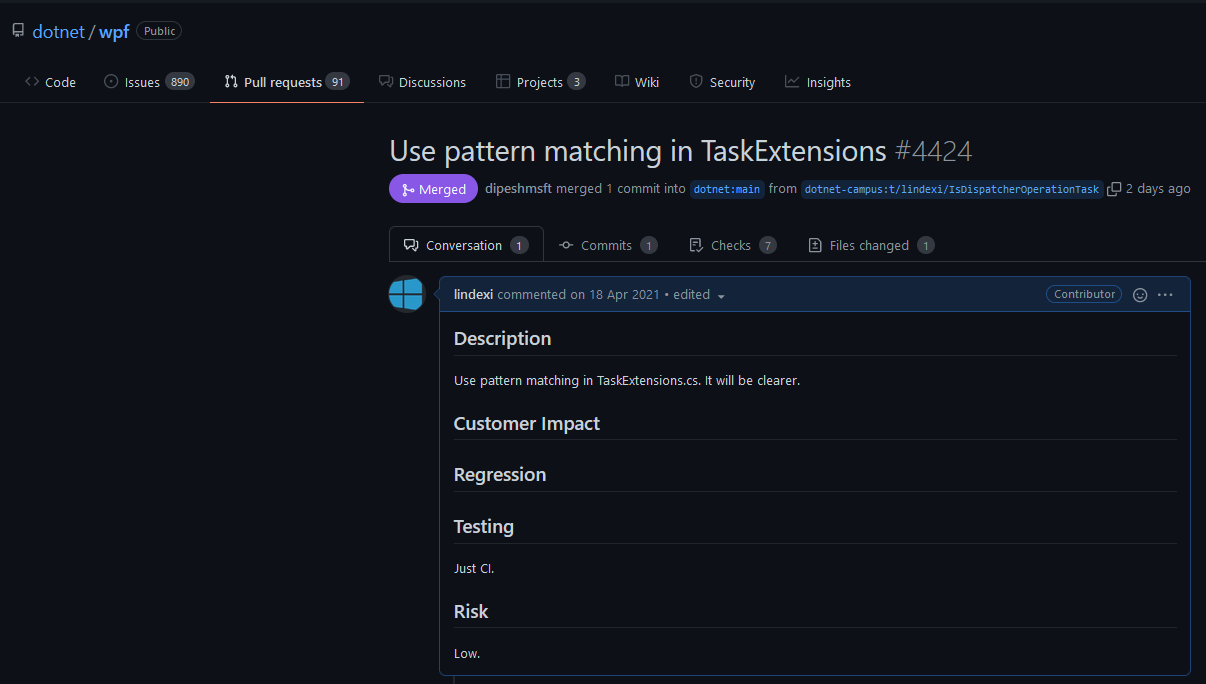 dotnet / wpf Public
Code Issues 890 Pull requests 91 Discussions Projects 3 Wiki Security Insights
Use pattern matching in TaskExtensions #4424
Merged dipeshmsft merged 1 commit into dotnet:main from dotnet-campus:t/lindexi/IsDispatcherOperationTask 2 days ago
Conversation 1 Commits 1 Checks 7 Files changed 1
lindexi commented on 18 Apr 2021 • edited Contributor
Description
Use pattern matching in TaskExtensions.cs. It will be clearer.
Customer Impact
Regression
Testing
Just CI.
Risk
Low.